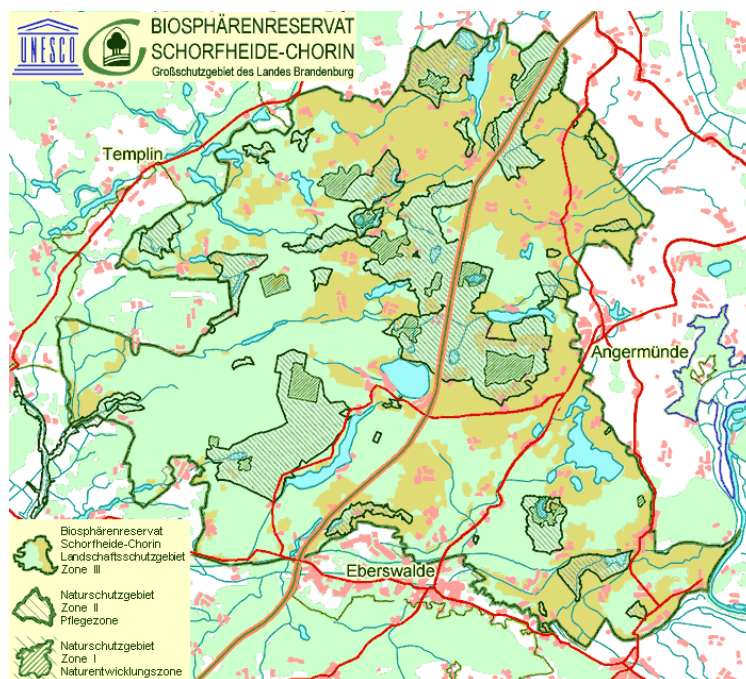 UNESCO
BIOSPHÄRENRESERVAT
SCHORFHEIDE-CHORIN
Großschutzgebiet des Landes Brandenburg
Templin
Angermünde
Eberswalde
Biosphärenreservat
Schorfheide-Chorin
Landschaftsschutzgebiet
Zone III
Naturschutzgebiet
Zone II
Pflegezone
Naturschutzgebiet
Zone I
Naturentwicklungszone